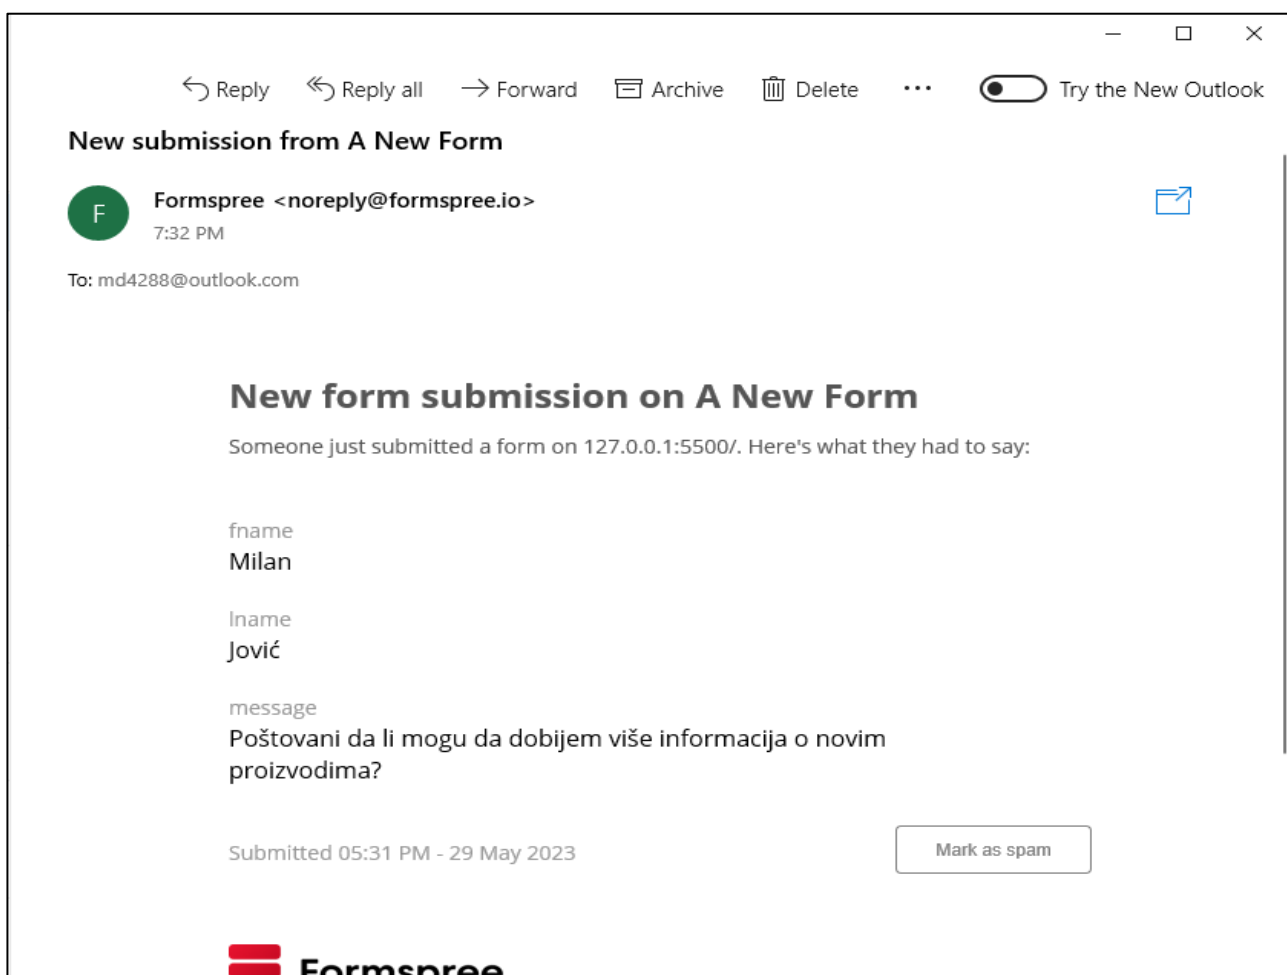 Reply Reply all Forward Archive Delete ... Try the New Outlook
New submission from A New Form
F
Formspree <noreply@formspree.io>
7:32 PM
To: md4288@outlook.com
New form submission on A New Form
Someone just submitted a form on 127.0.0.1:5500/. Here's what they had to say:
fname
Milan
lname
Jović
message
Poštovani da li mogu da dobijem više informacija o novim
proizvodima?
Submitted 05:31 PM - 29 May 2023 Mark as spam
Formspree